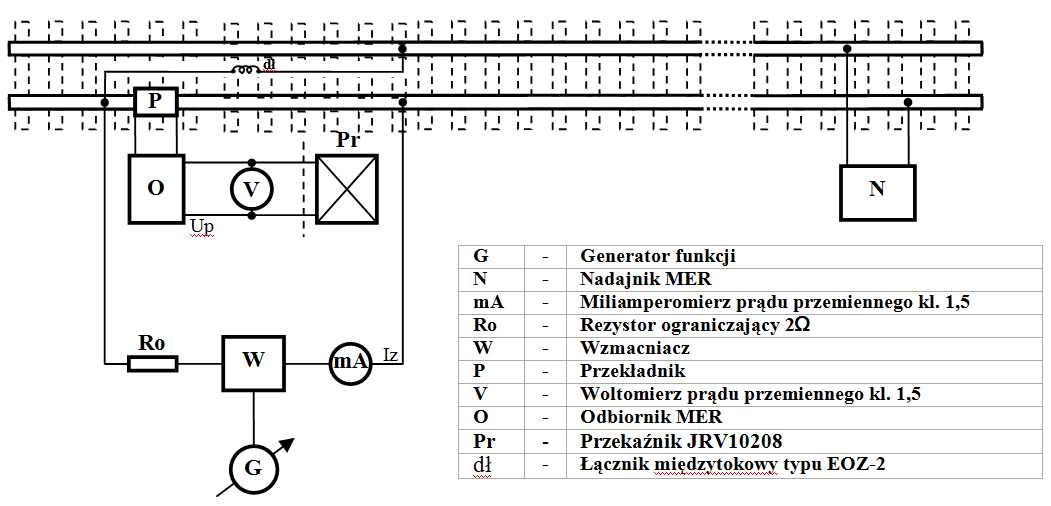 dł
P
Pr
O
V
N
Up
Ro
W
mA
Iz
G
G - Generator funkcji
N - Nadajnik MER
mA - Miliamperomierz prądu przemiennego kl. 1,5
Ro - Rezystor ograniczający 2Ω
W - Wzmacniacz
P - Przekładnik
V - Woltomierz prądu przemiennego kl. 1,5
O - Odbiornik MER
Pr - Przekaźnik JRV10208
dł - Łącznik międzytokowy typu EOZ-2